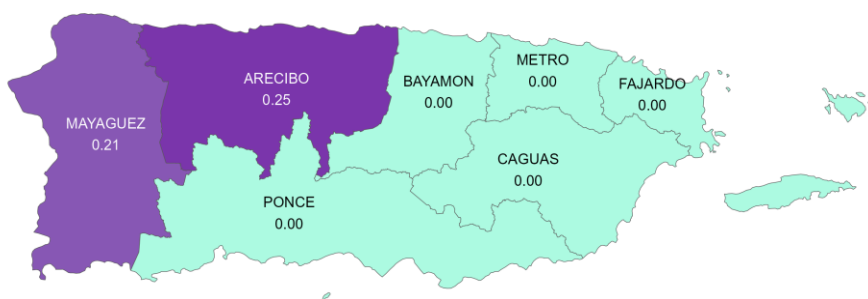 METRO
0.00
ARECIBO
0.25
BAYAMON
0.00
FAJARDO
0.00
MAYAGUEZ
0.21
CAGUAS
0.00
PONCE
0.00